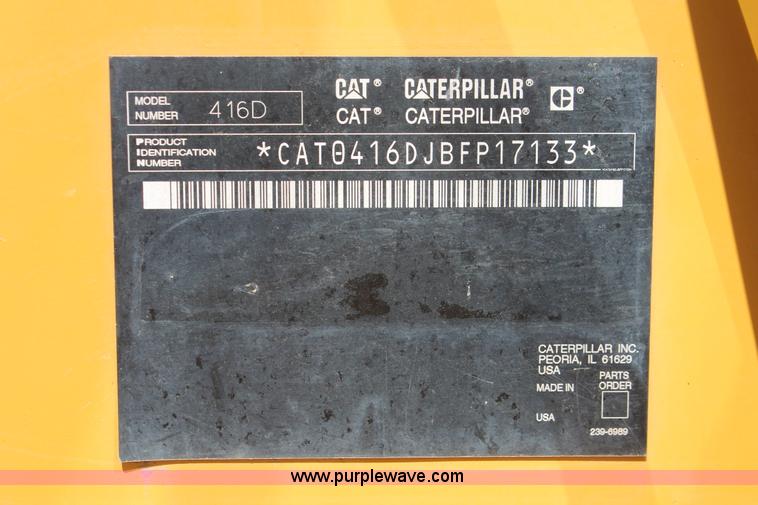 CAT® CATERPILLAR®
CAT® CATERPILLAR®
MODEL NUMBER 416D
PRODUCT IDENTIFICATION NUMBER *CAT0416DJBFP17133*
CATERPILLAR INC.
PEORIA, IL 61629
USA
PARTS ORDER
MADE IN
USA
239-6989
www.purplewave.com